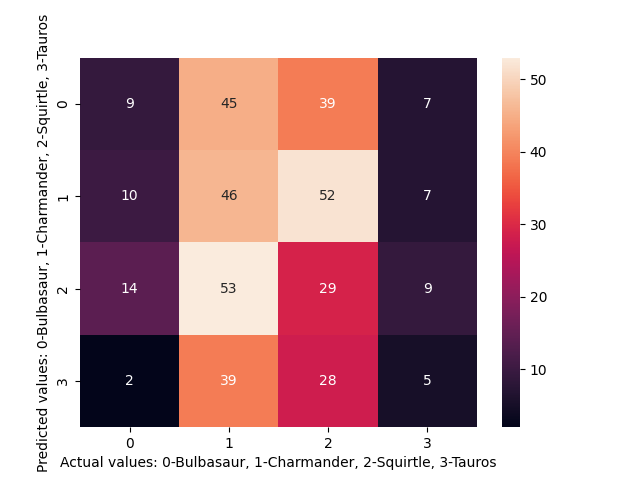 Predicted values: 0-Bulbasaur, 1-Charmander, 2-Squirtle, 3-Tauros
0 9 45 39 7
1 10 46 52 7
2 14 53 29 9
3 2 39 28 5
0 1 2 3
Actual values: 0-Bulbasaur, 1-Charmander, 2-Squirtle, 3-Tauros
50
40
30
20
10